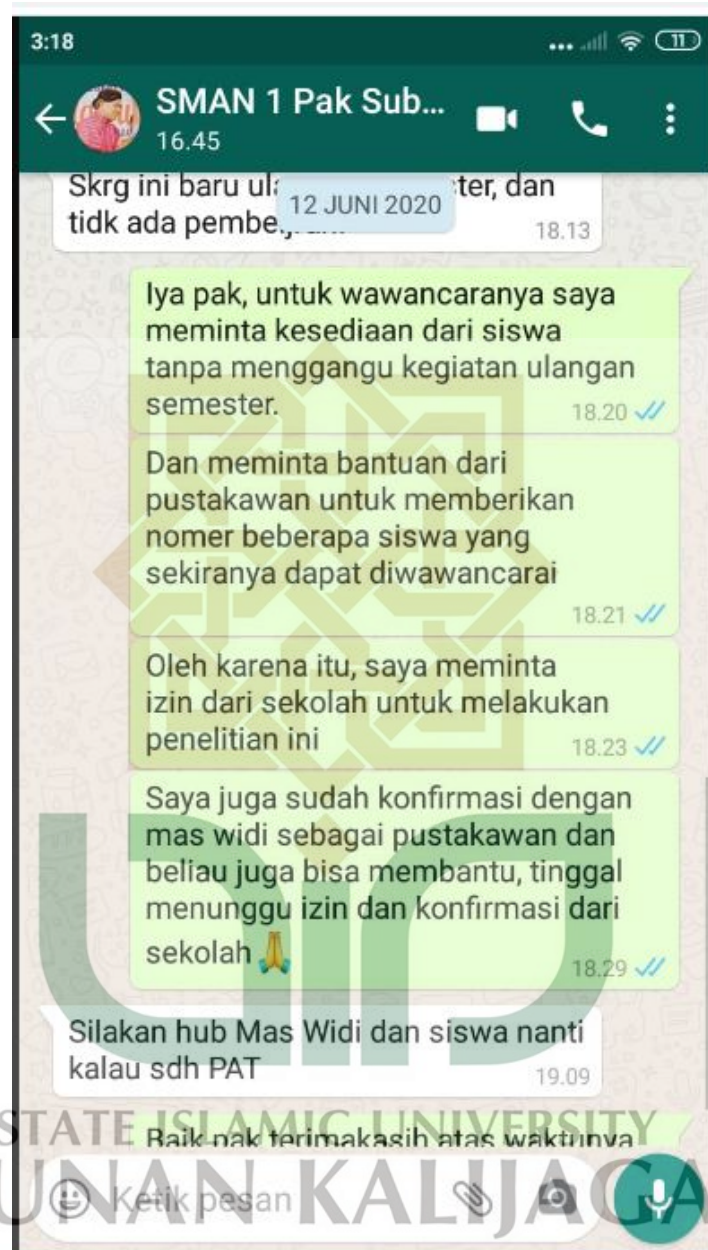 3:18
11
SMAN 1 Pak Sub...
16.45
Skrg ini baru ter, dan
12 JUNI 2020
tidk ada
18.13
Iya pak, untuk wawancaranya saya
meminta kesediaan dari siswa
tanpa menggangu kegiatan ulangan
semester.
18.20
Dan meminta bantuan dari
pustakawan untuk memberikan
nomer beberapa siswa yang
sekiranya dapat diwawancarai
18.21
Oleh karena itu, saya meminta
izin dari sekolah untuk melakukan
penelitian ini
18.23
Saya juga sudah konfirmasi dengan
mas widi sebagai pustakawan dan
beliau juga bisa membantu, tinggal
menunggu izin dan konfirmasi dari
sekolah 🙏
18.29
Silakan hub Mas Widi dan siswa nanti
kalau sdh PAT
19.09
STATE ISLAMIC UNIVERSITY
Baik pak terimakasih atas waktunya
UNAN KALIJAGA
Ketik pesan